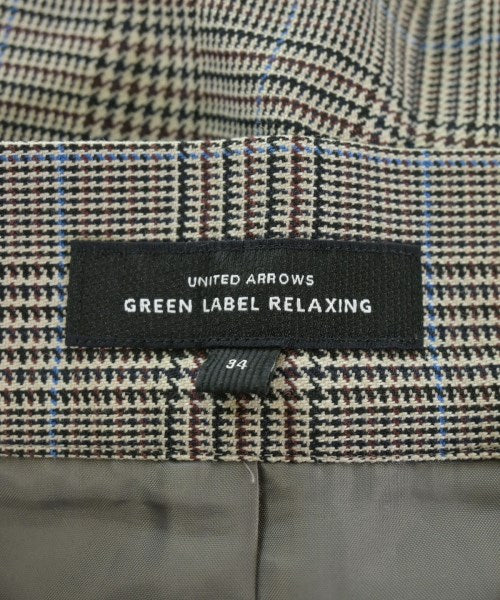 UNITED ARROWS
GREEN LABEL RELAXING
34